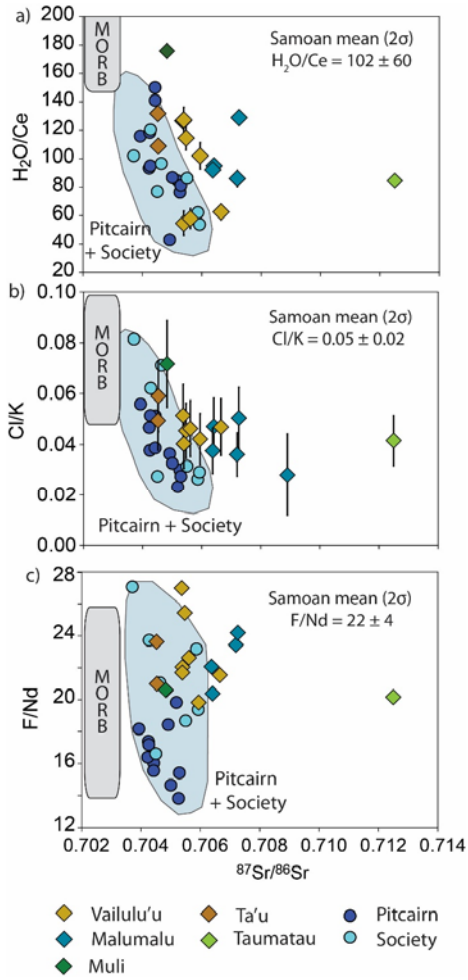 a)
MORB
Samoan mean (2σ)
H₂O/Ce = 102 ± 60
H₂O/Ce
200
180
160
140
120
100
80
60
40
20
Pitcairn
+ Society
b)
MORB
Samoan mean (2σ)
Cl/K = 0.05 ± 0.02
Cl/K
0.10
0.08
0.06
0.04
0.02
0.00
Pitcairn + Society
c)
MORB
Samoan mean (2σ)
F/Nd = 22 ± 4
F/Nd
28
24
20
16
12
Pitcairn
+ Society
0.702 0.704 0.706 0.708 0.710 0.712 0.714
⁸⁷Sr/⁸⁶Sr
Vailulu'u Ta'u Pitcairn
Malumalu Taumatau Society
Muli